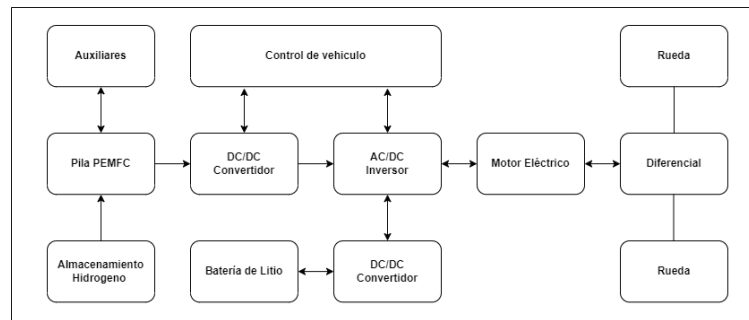 Auxiliares
Control de vehiculo
Rueda
Pila PEMFC
DC/DC
Convertidor
AC/DC
Inversor
Motor Eléctrico
Diferencial
Almacenamiento
Hidrogeno
Batería de Litio
DC/DC
Convertidor
Rueda